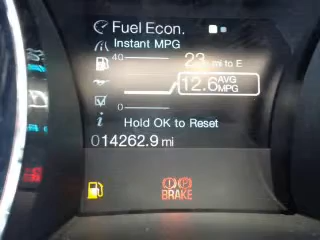 Fuel Econ.
Instant MPG
40
23 mi to E
12.6 AVG MPG
0
Hold OK to Reset
014262.9 mi
BRAKE